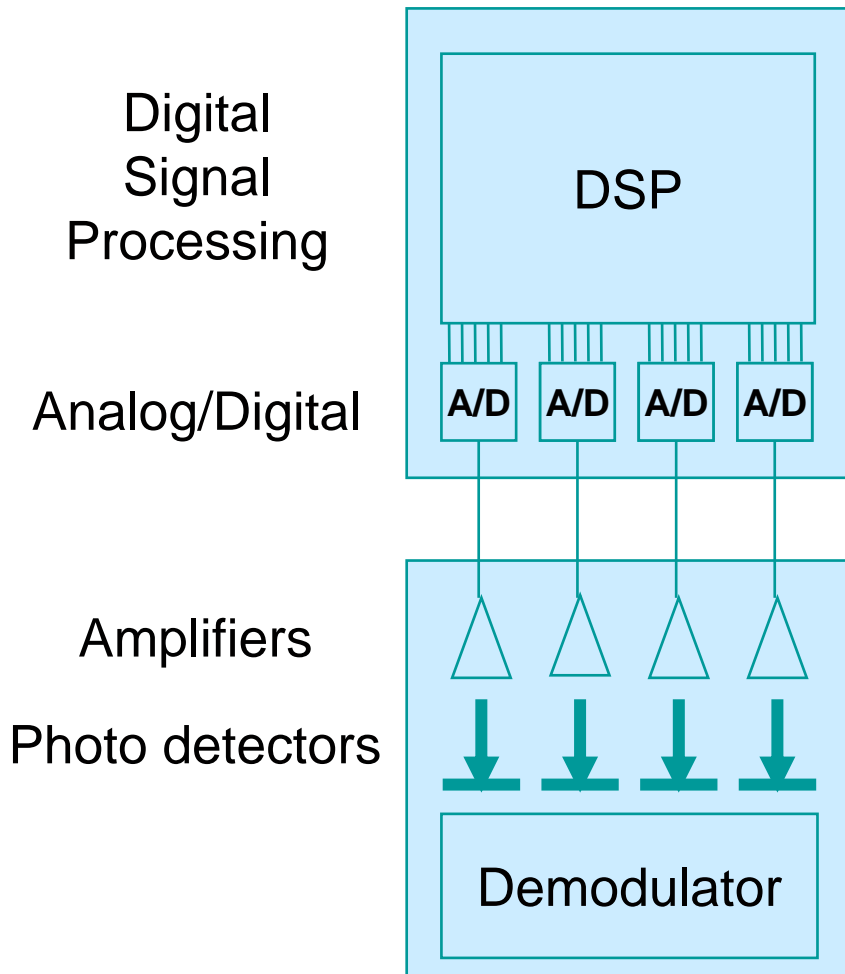 Digital
Signal
Processing
DSP
Analog/Digital
A/D A/D A/D A/D
Amplifiers
Photo detectors
Demodulator